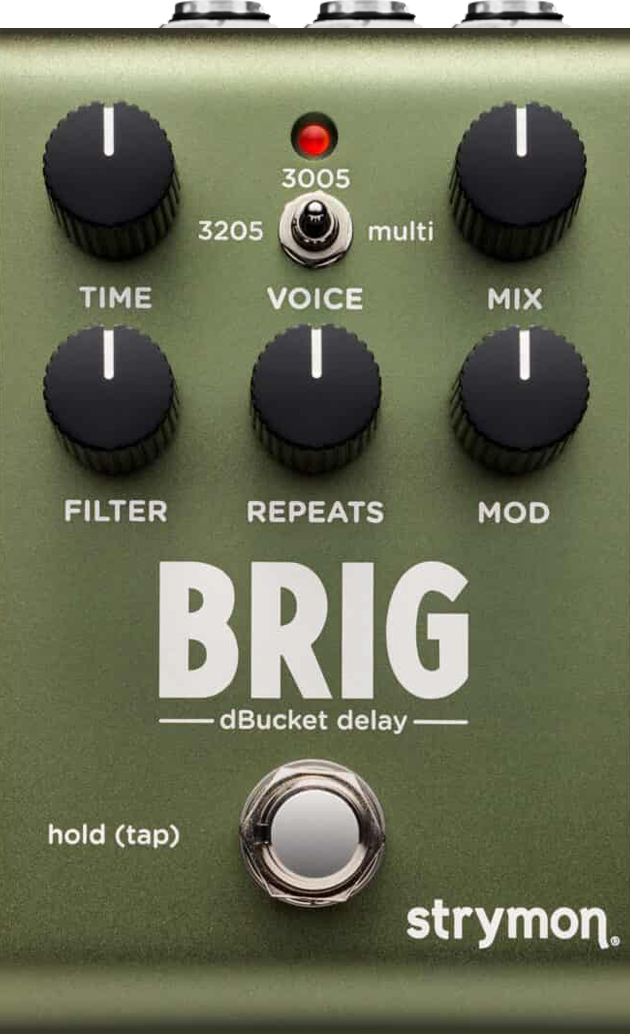 3005
3205 multi
TIME VOICE MIX
FILTER REPEATS MOD
BRIG
dBucket delay
hold (tap)
strymon®